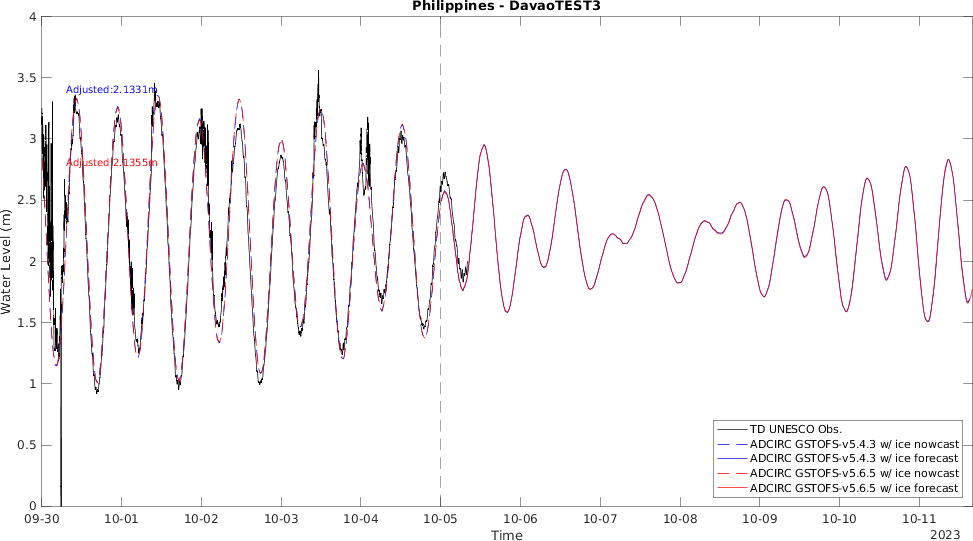 Philippines - DavaoTEST3
4
3.5
3
2.5
2
1.5
1
0.5
0
Water Level (m)
Adjusted:2.1331m
Adjusted:2.1355m
TD UNESCO Obs.
ADCIRC GSTOFS-v5.4.3 w/ ice nowcast
ADCIRC GSTOFS-v5.4.3 w/ ice forecast
ADCIRC GSTOFS-v5.6.5 w/ ice nowcast
ADCIRC GSTOFS-v5.6.5 w/ ice forecast
09-30 10-01 10-02 10-03 10-04 10-05 10-06 10-07 10-08 10-09 10-10 10-11
Time
2023